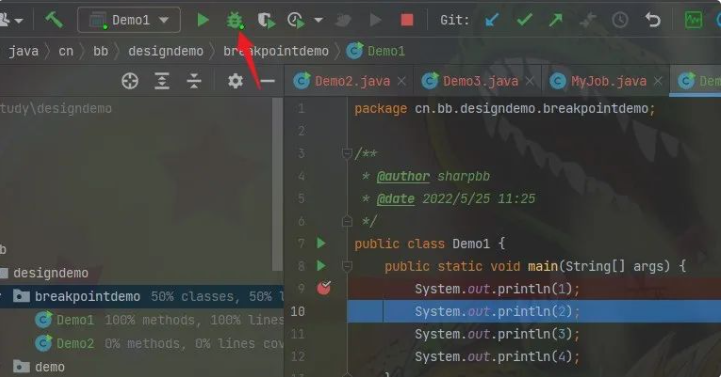 Demo1
Git:
java 〉 cn 〉 bb 〉 designdemo 〉 breakpointdemo 〉 Demo1
Demo2.java × Demo3.java × MyJob.java × Dem
tudy\designdemo
b
designdemo
breakpointdemo 50% classes, 50% l
Demo1 100% methods, 100% lines
Demo2 0% methods, 0% lines cov
demo
1 package cn.bb.designdemo.breakpointdemo;
2
3 /**
4 * @author sharpbb
5 * @date 2022/5/25 11:25
6 */
7 public class Demo1 {
8 public static void main(String[] args) {
9 System.out.println(1);
10 System.out.println(2);
11 System.out.println(3);
12 System.out.println(4);
}